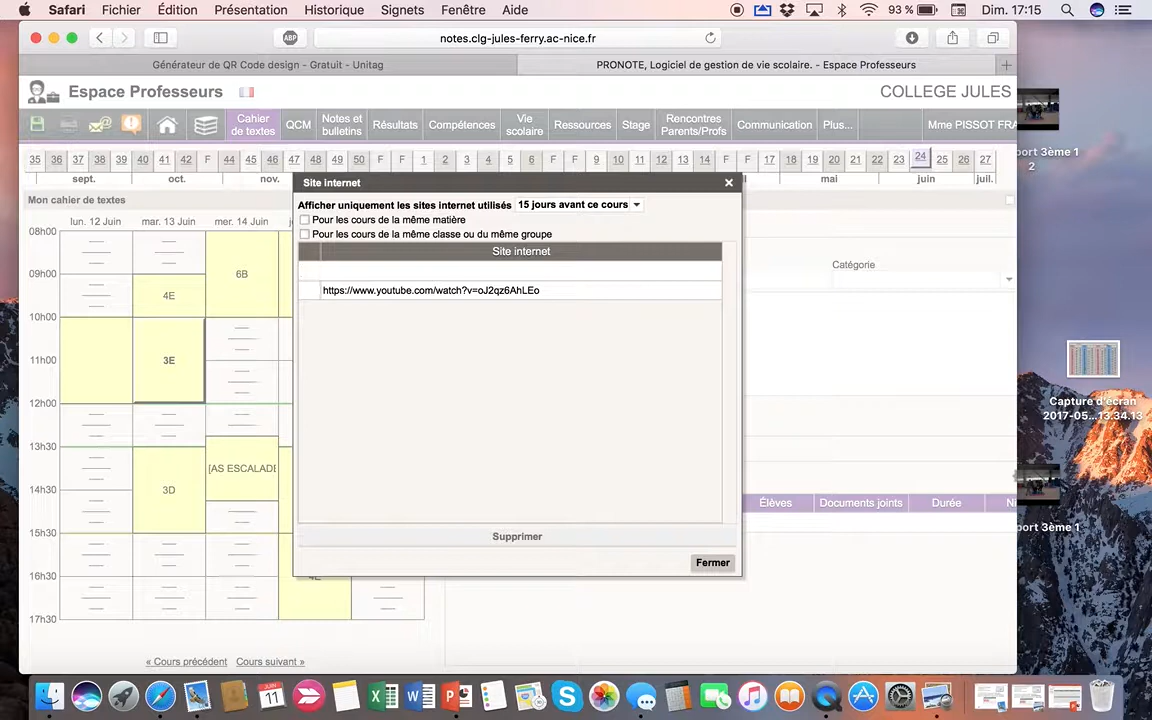 Safari Fichier Édition Présentation Historique Signets Fenêtre Aide 93 % Dim. 17:15
ABP notes.clg-jules-ferry.ac-nice.fr
Générateur de QR Code design - Gratuit - Unitag PRONOTE, Logiciel de gestion de vie scolaire. - Espace Professeurs
Espace Professeurs COLLEGE JULES
Cahier de textes QCM Notes et bulletins Résultats Compétences Vie scolaire Ressources Stage Rencontres Parents/Profs Communication Plus... Mme PISSOT FRA
35 36 37 38 39 40 41 42 F 44 45 46 47 48 49 50 F F 1 2 3 4 5 6 F F 9 10 11 12 13 14 F F 17 18 19 20 21 22 23 24 25 26 27
sept. oct. nov. mai juin juil.
Mon cahier de textes
lun. 12 Juin mar. 13 Juin mer. 14 Juin
08h00
09h00
10h00
11h00
12h00
13h30
14h30
15h30
16h30
17h30
6B
4E
3E
[AS ESCALADE
3D
« Cours précédent Cours suivant »
Site internet
Afficher uniquement les sites internet utilisés 15 jours avant ce cours
Pour les cours de la même matière
Pour les cours de la même classe ou du même groupe
Site internet
https://www.youtube.com/watch?v=oJ2qz6AhLEo
Supprimer
Fermer
Catégorie
Élèves Documents joints Durée Ni
port 3ème 1
2
Capture d'écran
2017-05...13.34.13
port 3ème 1
JUIN
11